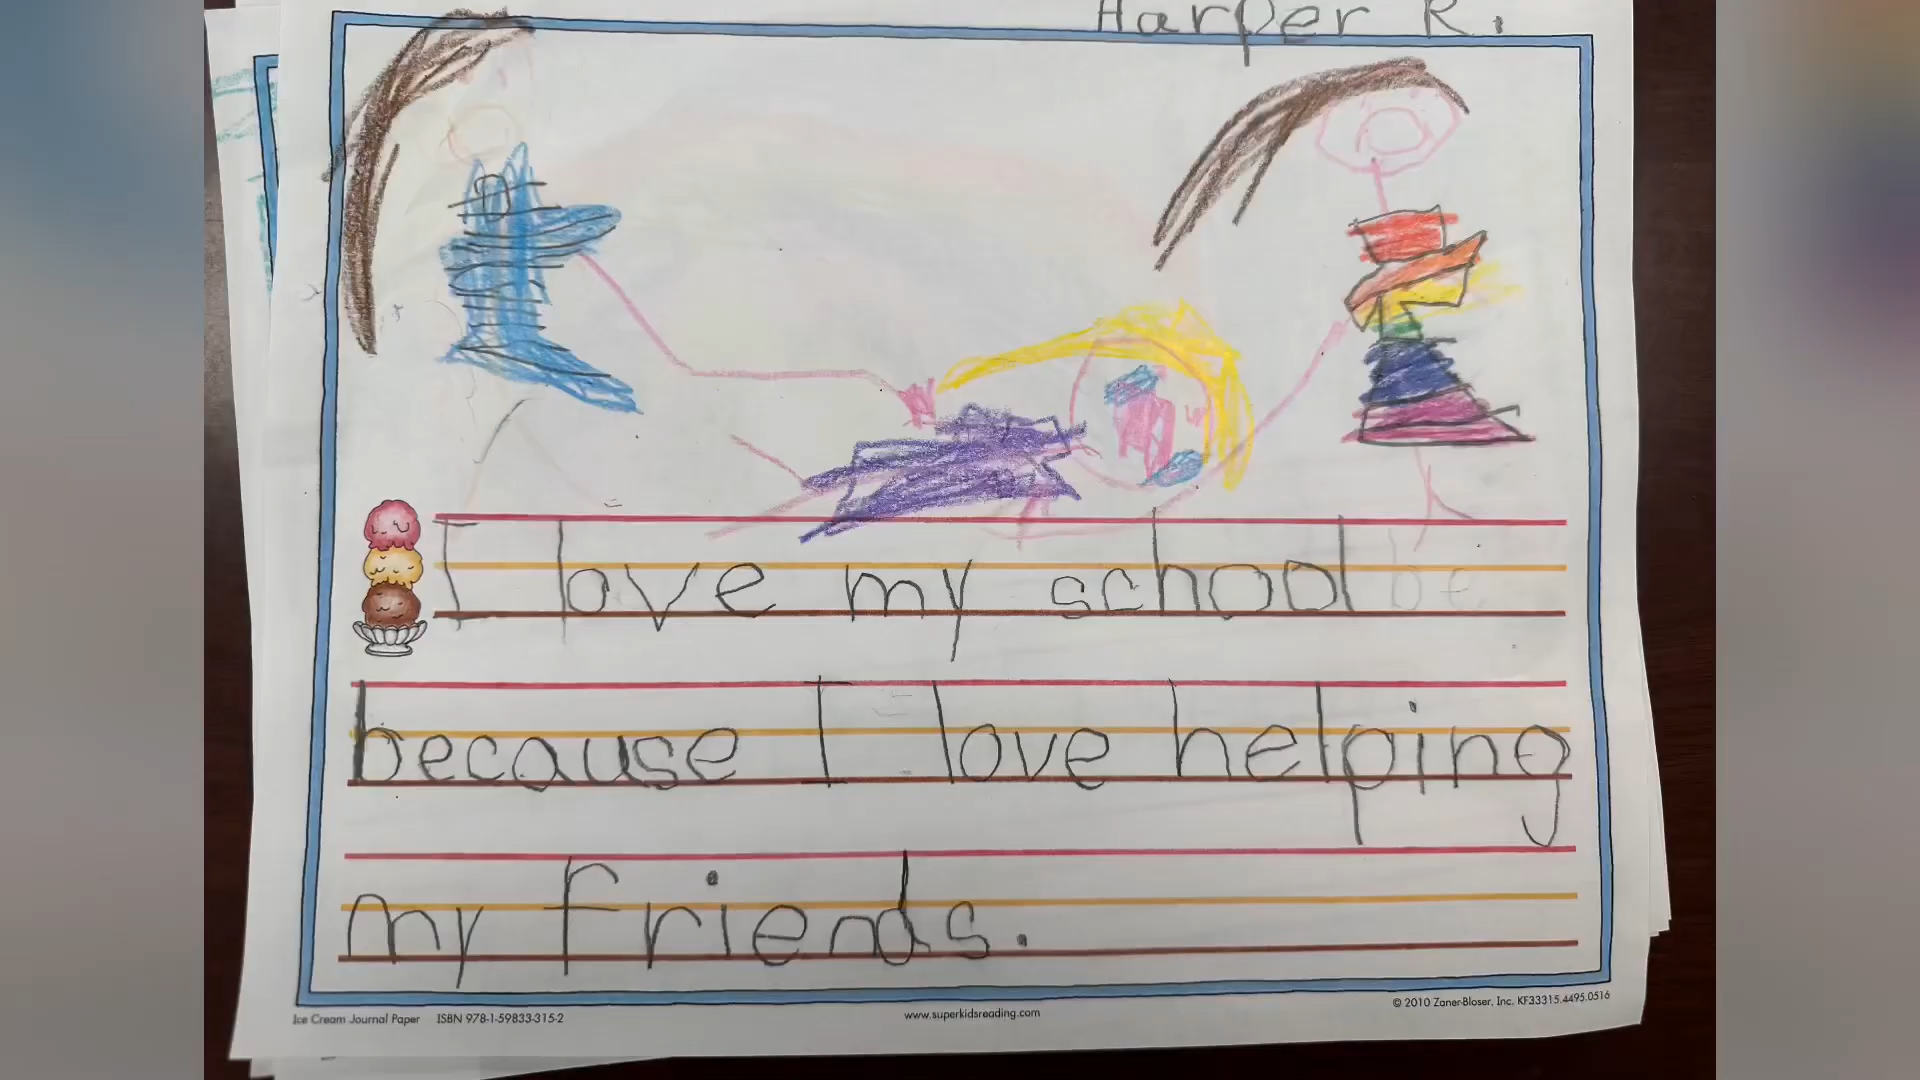 Harper R.
I love my school be
because I love helping
my friends.
Ice Cream Journal Paper ISBN 978-1-59833-315-2
www.superkidsreading.com
© 2010 Zaner-Bloser, Inc. KF33315.4495.0516